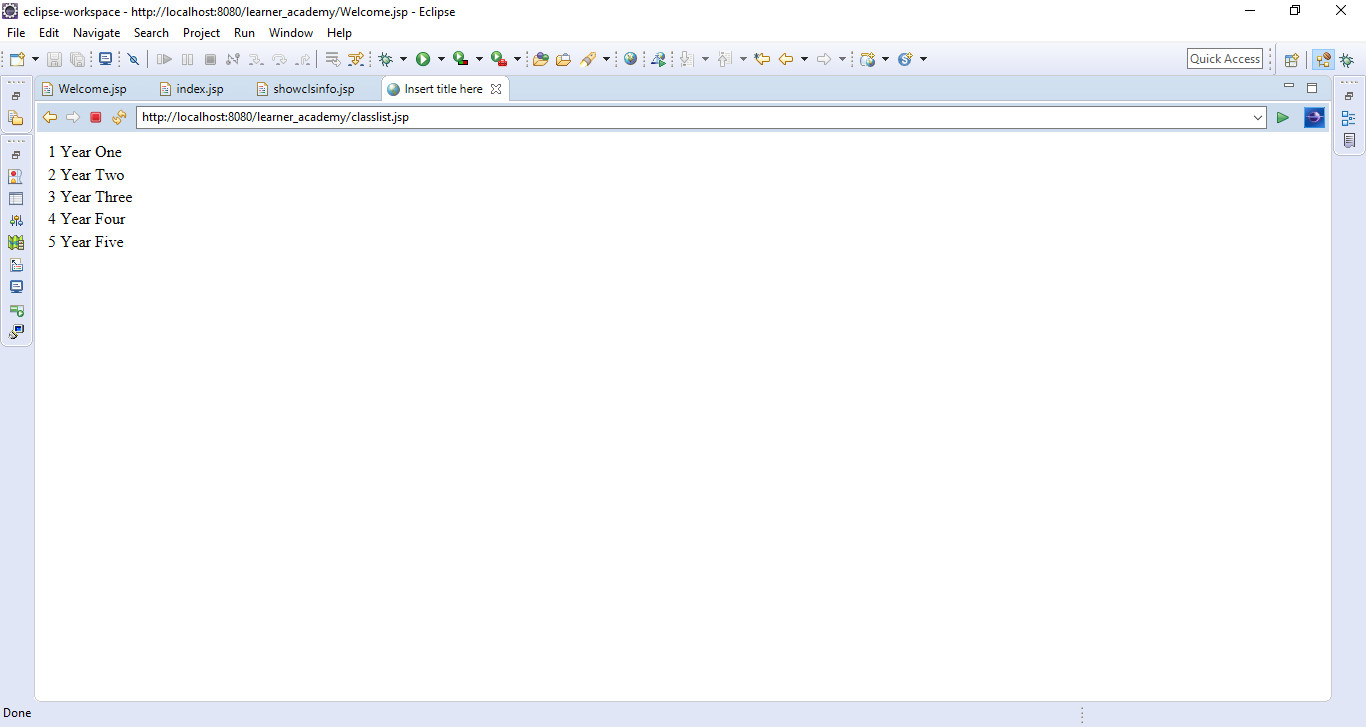 eclipse-workspace - http://localhost:8080/learner_academy/Welcome.jsp - Eclipse
File Edit Navigate Search Project Run Window Help
Quick Access
Welcome.jsp index.jsp showclsinfo.jsp Insert title here
http://localhost:8080/learner_academy/classlist.jsp
1 Year One
2 Year Two
3 Year Three
4 Year Four
5 Year Five
Done